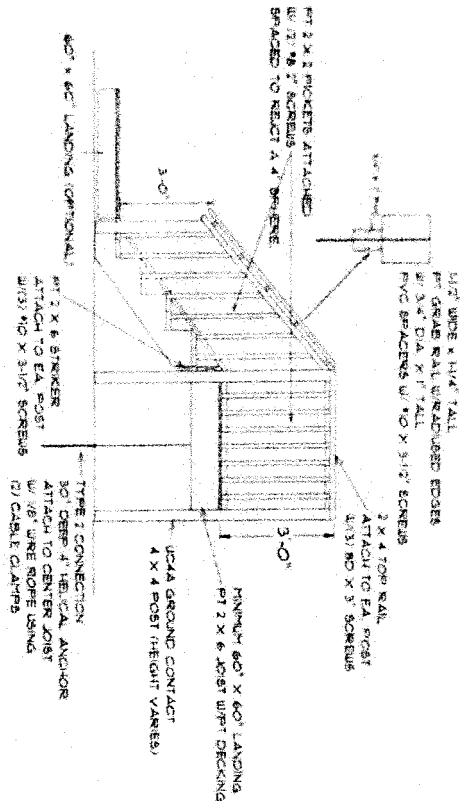 1-1/2" WIDE x 1-1/4" TALL
PT GRAB RAIL W/RADIUSED EDGES
W/ 3/4" DIA. X 1" TALL
PVC SPACERS W/ #10 X 3-1/2" SCREWS
PT 2 X 2 PICKETS ATTACHED
W/ (2) #8 2" SCREWS
SPACED TO REJECT A 4" SPHERE
2 X 4 TOP RAIL
ATTACH TO EA. POST
W/(3) 8D X 3" SCREWS
3'-0"
3'-0"
MINIMUM 60" X 60" LANDING
PT 2 X 6 JOIST W/PT DECKING
UC4A GROUND CONTACT
4 X 4 POST (HEIGHT VARIES)
60" x 60" LANDING (OPTIONAL)
PT 2 X 6 STRIKER
ATTACH TO EA. POST
W/(3) #10 X 3-1/2" SCREWS
TYPE 2 CONNECTION
30" DEEP 4" HELICAL ANCHOR
ATTACH TO CENTER JOIST
W/ 1/8" WIRE ROPE USING
(2) CABLE CLAMPS